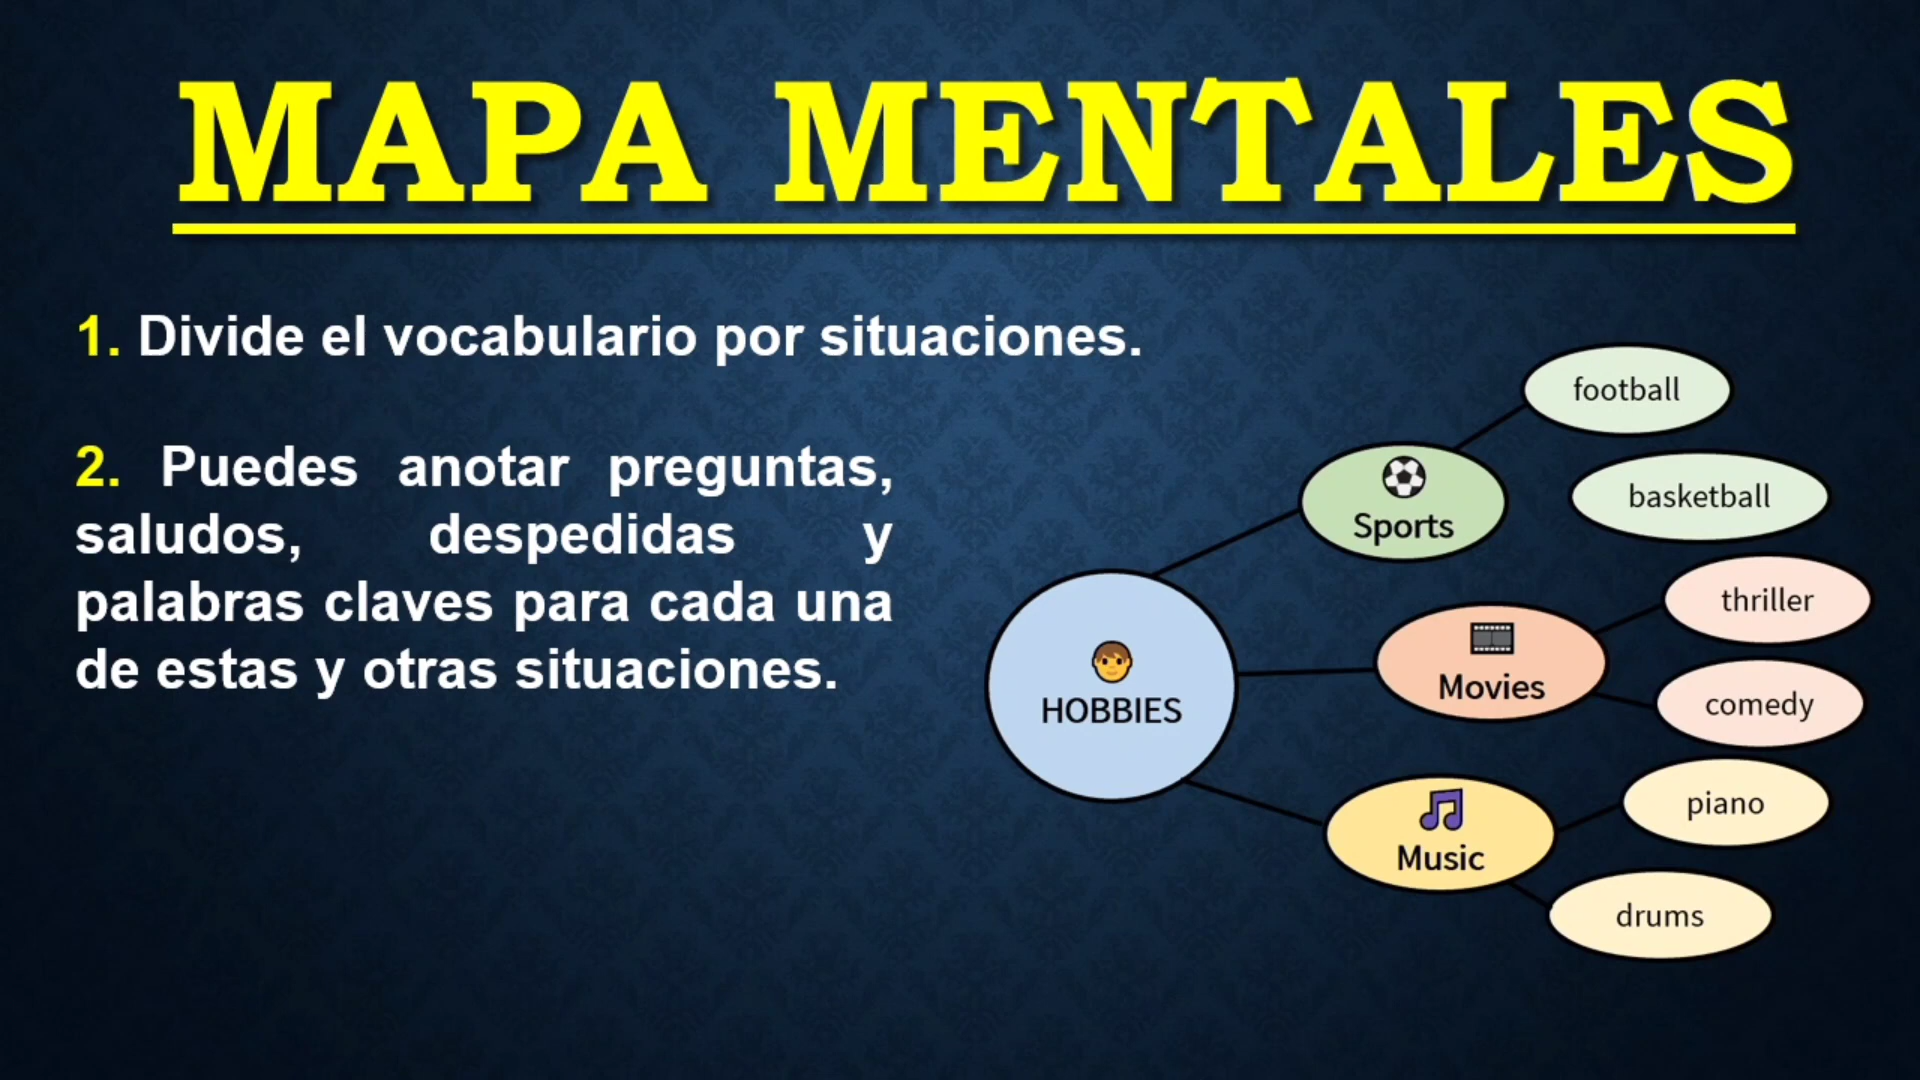 MAPA MENTALES
1. Divide el vocabulario por situaciones.
2. Puedes anotar preguntas,
saludos, despedidas y
palabras claves para cada una
de estas y otras situaciones.
football
Sports
basketball
thriller
Movies
HOBBIES
comedy
piano
Music
drums